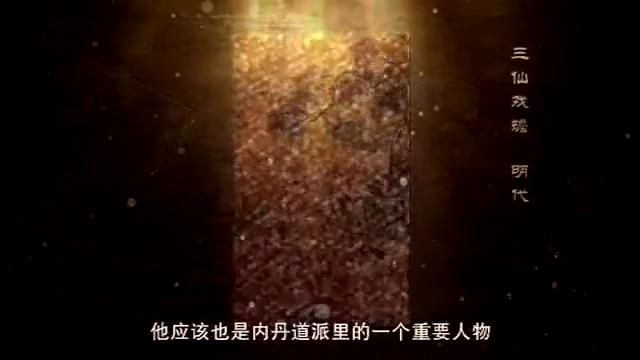 三仙戏蟾 明代
他应该也是内丹道派里的一个重要人物